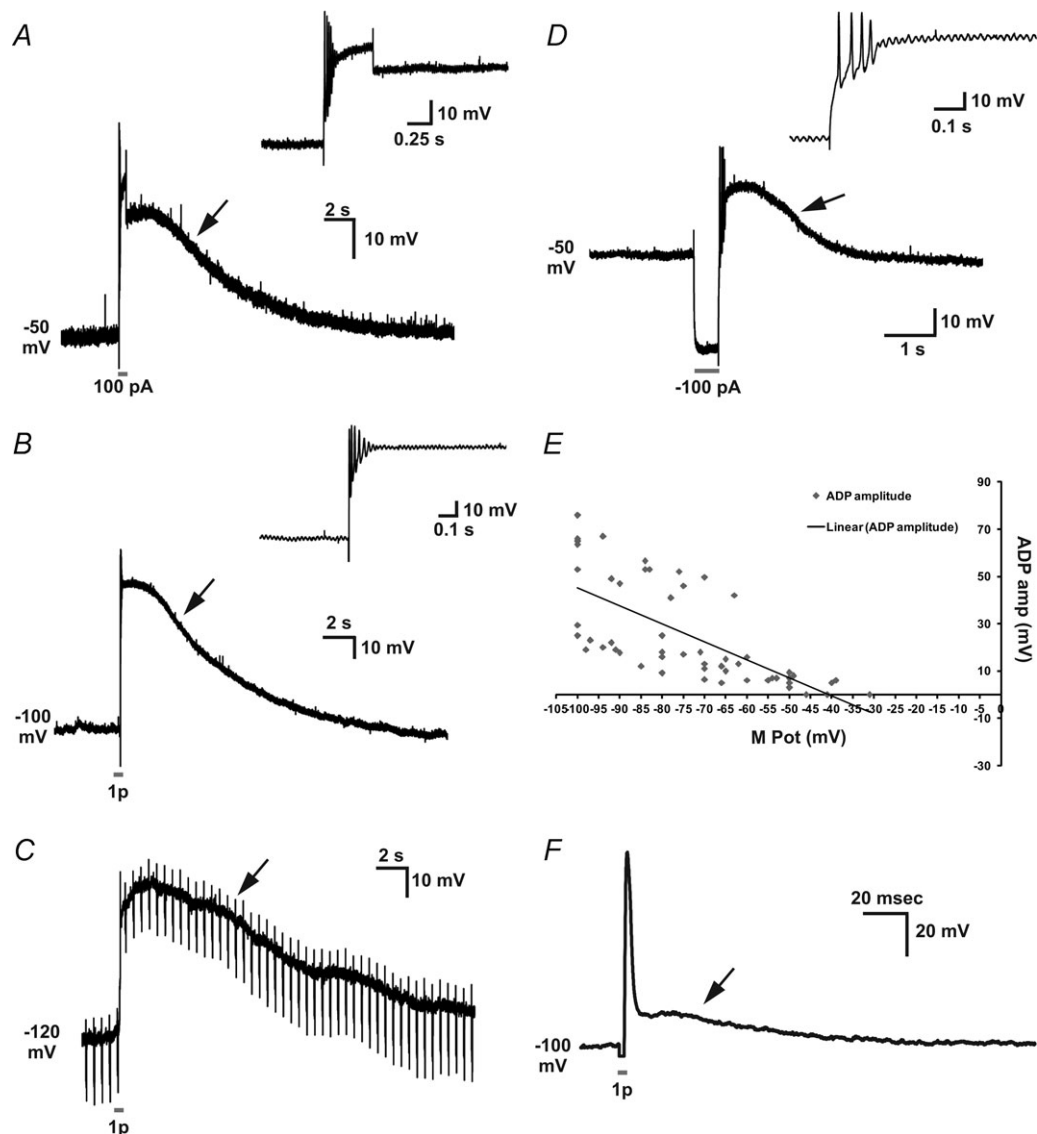 A
10 mV
0.25 s
2 s
10 mV
-50
mV
100 pA
B
10 mV
0.1 s
2 s
10 mV
-100
mV
1p
C
2 s
10 mV
-120
mV
1p
D
10 mV
0.1 s
-50
mV
10 mV
1 s
-100 pA
E
ADP amplitude
Linear (ADP amplitude)
90
70
50
30
10
-10
-30
ADP amp (mV)
-105 -100 -95 -90 -85 -80 -75 -70 -65 -60 -55 -50 -45 -40 -35 -30 -25 -20 -15 -10 -5 0
M Pot (mV)
F
20 msec
20 mV
-100
mV
1p